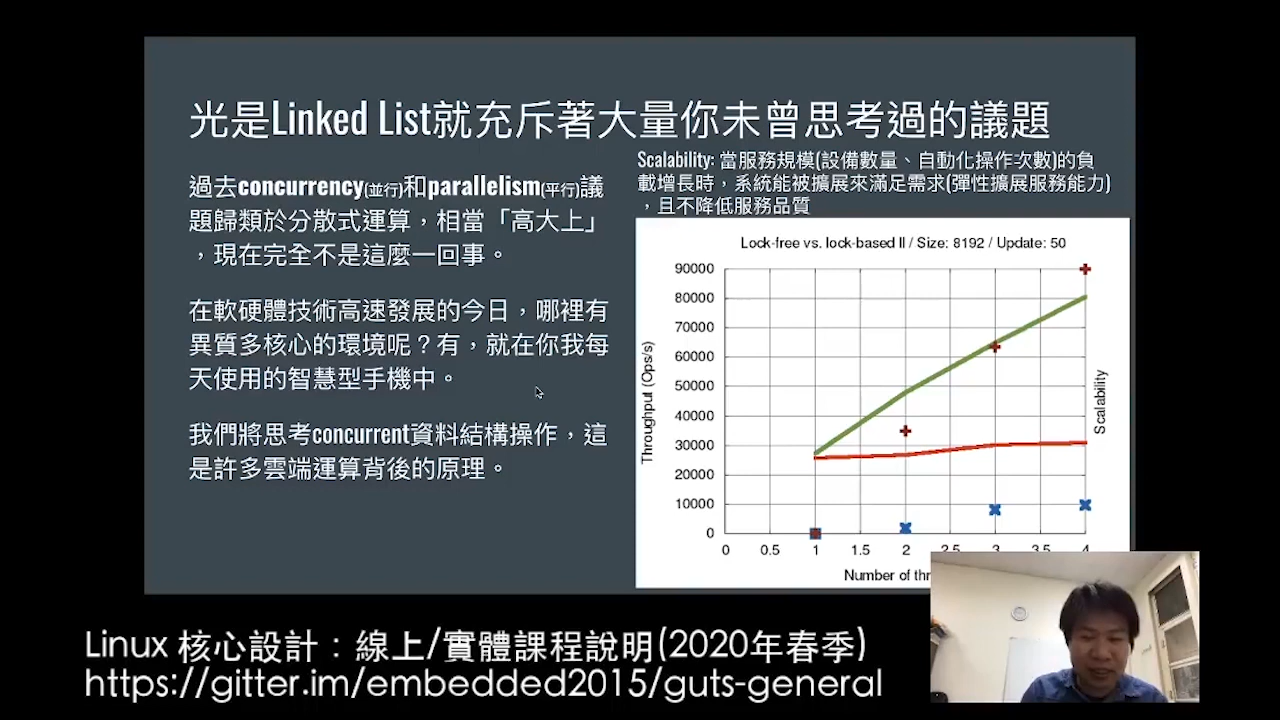 光是Linked List就充斥著大量你未曾思考過的議題
過去concurrency(並行)和parallelism(平行)議
題歸類於分散式運算，相當「高大上」
，現在完全不是這麼一回事。
在軟硬體技術高速發展的今日，哪裡有
異質多核心的環境呢？有，就在你我每
天使用的智慧型手機中。
我們將思考concurrent資料結構操作，這
是許多雲端運算背後的原理。
Scalability: 當服務規模(設備數量、自動化操作次數)的負
載增長時，系統能被擴展來滿足需求(彈性擴展服務能力)
，且不降低服務品質
Lock-free vs. lock-based II / Size: 8192 / Update: 50
90000
80000
70000
60000
50000
40000
30000
20000
10000
0
Throughput (Ops/s)
Scalability
0 0.5 1 1.5 2 2.5 3 3.5 4
Number of thr
Linux 核心設計：線上/實體課程說明(2020年春季)
https://gitter.im/embedded2015/guts-general